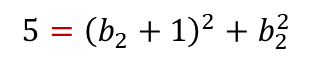 5 = (b₂ + 1)² + b₂²